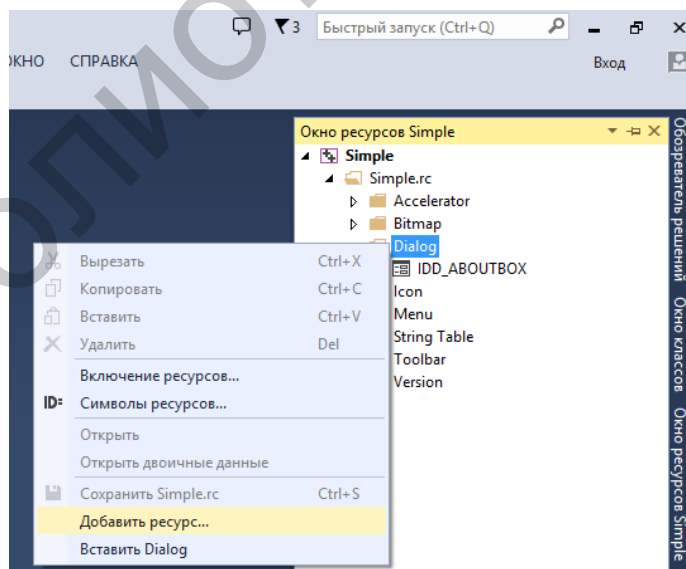 3 Быстрый запуск (Ctrl+Q)
ОКНО СПРАВКА Вход
Окно ресурсов Simple
Simple
Simple.rc
Accelerator
Bitmap
Dialog
IDD_ABOUTBOX
Icon
Menu
String Table
Toolbar
Version
Вырезать Ctrl+X
Копировать Ctrl+C
Вставить Ctrl+V
Удалить Del
Включение ресурсов...
ID= Символы ресурсов...
Открыть
Открыть двоичные данные
Сохранить Simple.rc Ctrl+S
Добавить ресурс...
Вставить Dialog
Обозреватель решений
Окно классов
Окно ресурсов Simple